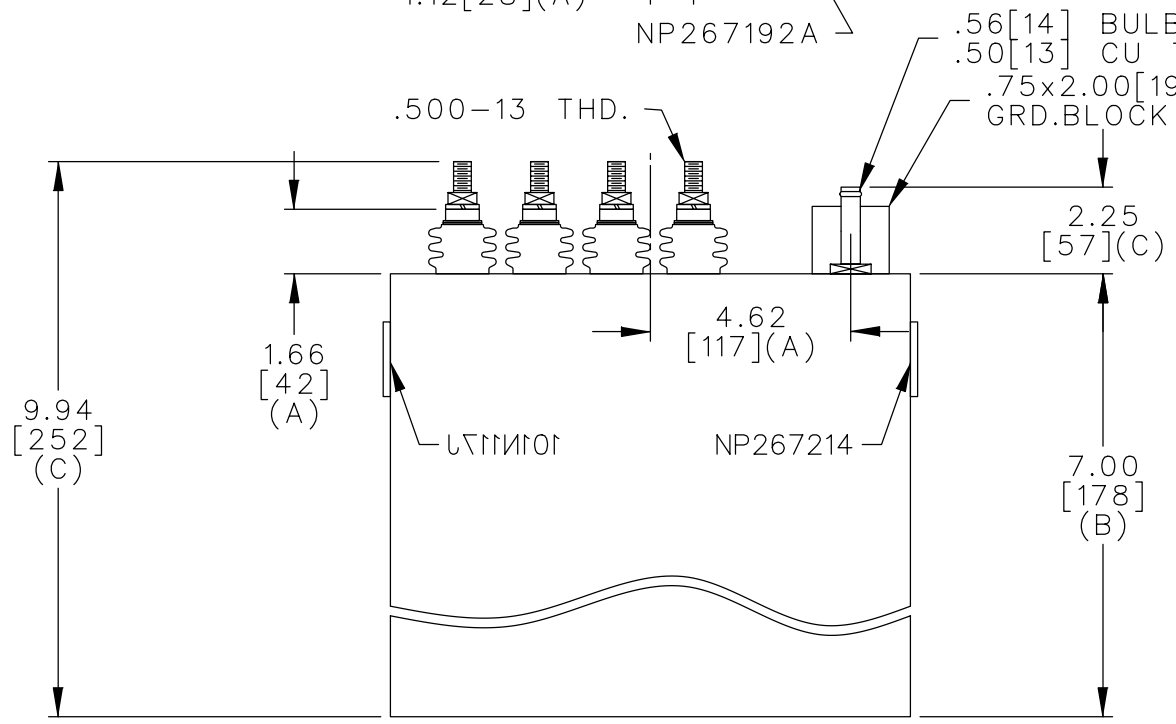 NP267192A
.56[14] BULB
.50[13] CU
.75x2.00[19
GRD.BLOCK
.500-13 THD.
2.25
[57](C)
4.62
[117](A)
1.66
[42]
(A)
9.94
[252]
(C)
101N117J
NP267214
7.00
[178]
(B)